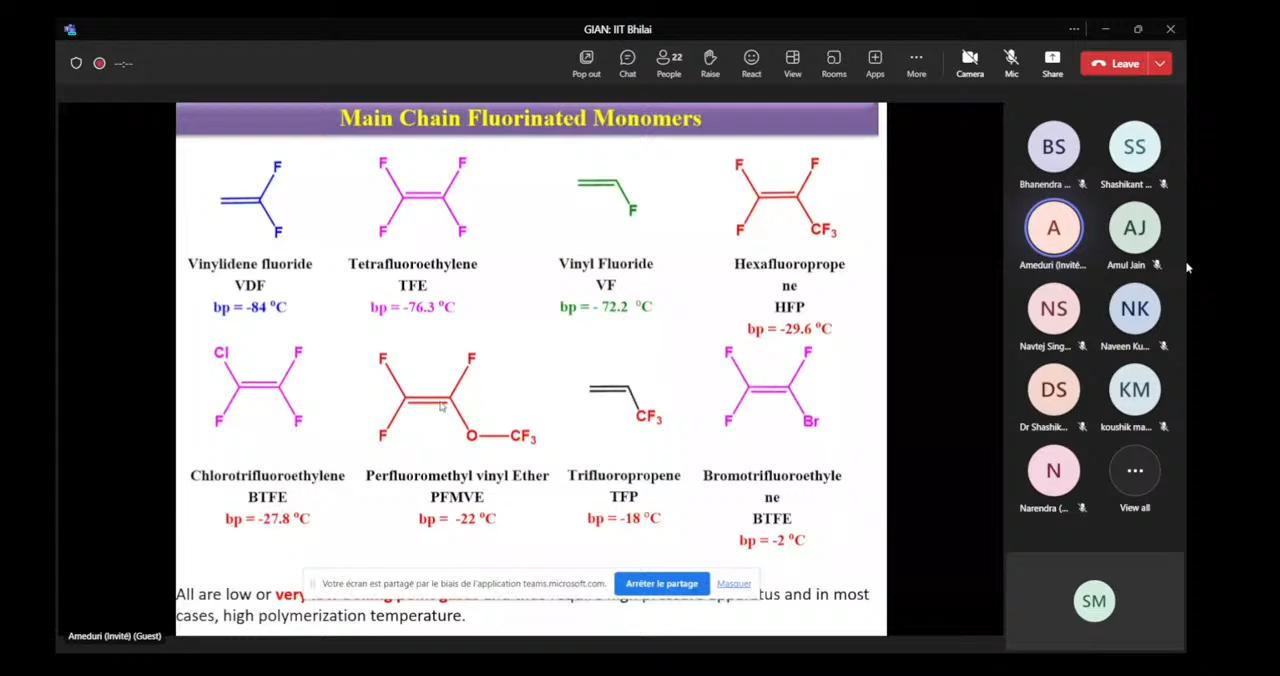 GIAN: IIT Bhilai
--:--
Pop out
Chat
22
People
Raise
React
View
Rooms
Apps
More
Camera
Mic
Share
Leave
Main Chain Fluorinated Monomers
F
F
Vinylidene fluoride
VDF
bp = -84 °C
F F
F F
Tetrafluoroethylene
TFE
bp = -76.3 °C
F
Vinyl Fluoride
VF
bp = - 72.2 °C
F F
F CF3
Hexafluoroprope
ne
HFP
bp = -29.6 °C
Cl F
F F
Chlorotrifluoroethylene
BTFE
bp = -27.8 °C
F F
F O CF3
Perfluoromethyl vinyl Ether
PFMVE
bp = -22 °C
CF3
Trifluoropropene
TFP
bp = -18 °C
F F
F Br
Bromotrifluoroethyle
ne
BTFE
bp = -2 °C
Votre écran est partagé par le biais de l'application teams.microsoft.com.
Arrêter le partage
Masquer
All are low or and in most
cases, high polymerization temperature.
Ameduri (Invité) (Guest)
BS
Bhanendra ...
SS
Shashikant ...
A
Ameduri (Invité...
AJ
Amul Jain
NS
Navtej Sing...
NK
Naveen Ku...
DS
Dr Shashik...
KM
koushik ma...
N
Narendra (...
...
View all
SM